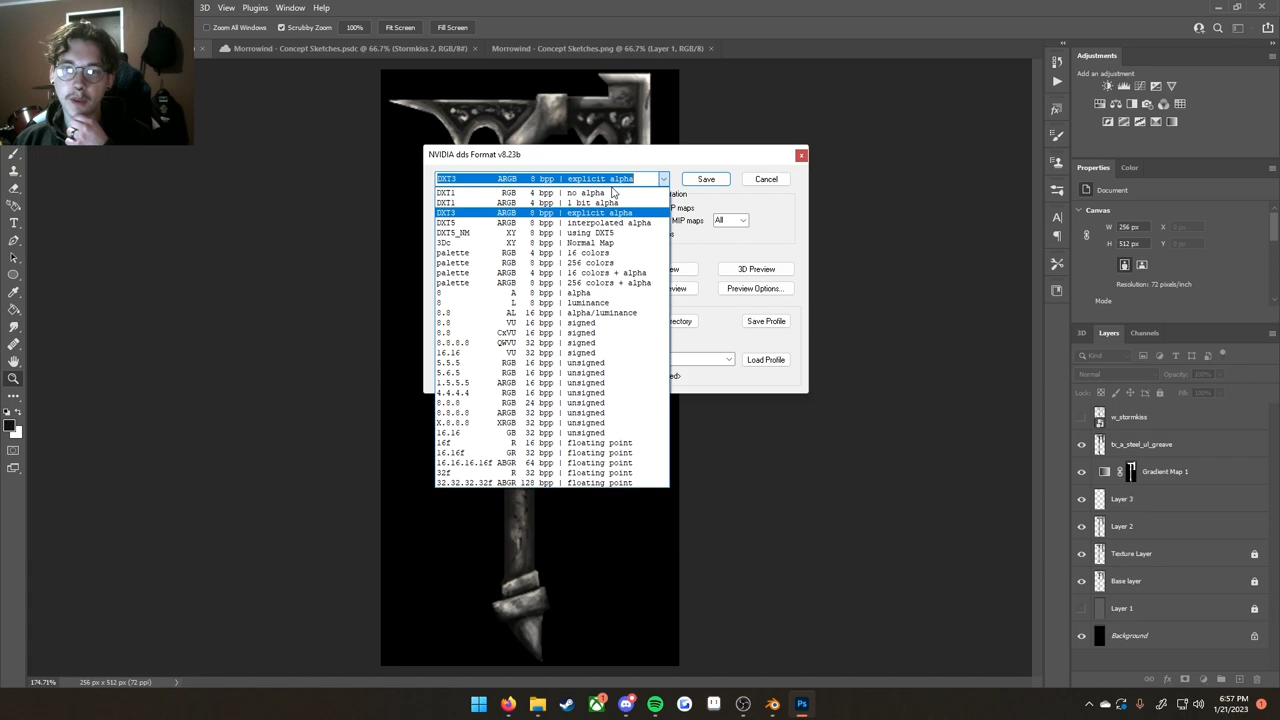 3D View Plugins Window Help
Zoom All Windows Scrubby Zoom 100% Fit Screen Fill Screen
Morrowind - Concept Sketches.psdc @ 66.7% (Stormkiss 2, RGB/8#) × Morrowind - Concept Sketches.png @ 66.7% (Layer 1, RGB/8) ×
NVIDIA dds Format v8.23b
DXT3 ARGB 8 bpp | explicit alpha
Save
Cancel
DXT1 RGB 4 bpp | no alpha
DXT1 ARGB 4 bpp | 1 bit alpha
DXT3 ARGB 8 bpp | explicit alpha
DXT5 ARGB 8 bpp | interpolated alpha
DXT5_NM XY 8 bpp | using DXT5
3Dc XY 8 bpp | Normal Map
palette RGB 4 bpp | 16 colors
palette RGB 8 bpp | 256 colors
palette ARGB 4 bpp | 16 colors + alpha
palette ARGB 8 bpp | 256 colors + alpha
8 A 8 bpp | alpha
8 L 8 bpp | luminance
8.8 AL 16 bpp | alpha/luminance
8.8 VU 16 bpp | signed
8.8 CxVU 16 bpp | signed
8.8.8.8 QWVU 32 bpp | signed
16.16 VU 32 bpp | signed
5.5.5 RGB 16 bpp | unsigned
5.6.5 RGB 16 bpp | unsigned
1.5.5.5 ARGB 16 bpp | unsigned
4.4.4.4 RGB 16 bpp | unsigned
8.8.8 RGB 24 bpp | unsigned
8.8.8.8 ARGB 32 bpp | unsigned
X.8.8.8 XRGB 32 bpp | unsigned
16.16 GB 32 bpp | unsigned
16f R 16 bpp | floating point
16.16f GR 32 bpp | floating point
16.16.16.16f ABGR 64 bpp | floating point
32f R 32 bpp | floating point
32.32.32.32f ABGR 128 bpp | floating point
ration
P maps
MIP maps All
s
ew
3D Preview
view
Preview Options...
rectory
Save Profile
Load Profile
ed>
Adjustments
Add an adjustment
Properties Color
Document
Canvas
W 256 px X 0 px
H 512 px Y 0 px
Resolution: 72 pixels/inch
Mode
3D Layers Channels
Kind
Normal Opacity: 100%
Lock: Fill: 100%
w_stormkiss
tx_a_steel_ul_greave
Gradient Map 1
Layer 3
Layer 2
Texture Layer
Base layer
Layer 1
Background
174.71% 256 px x 512 px (72 ppi)
6:57 PM
1/21/2023